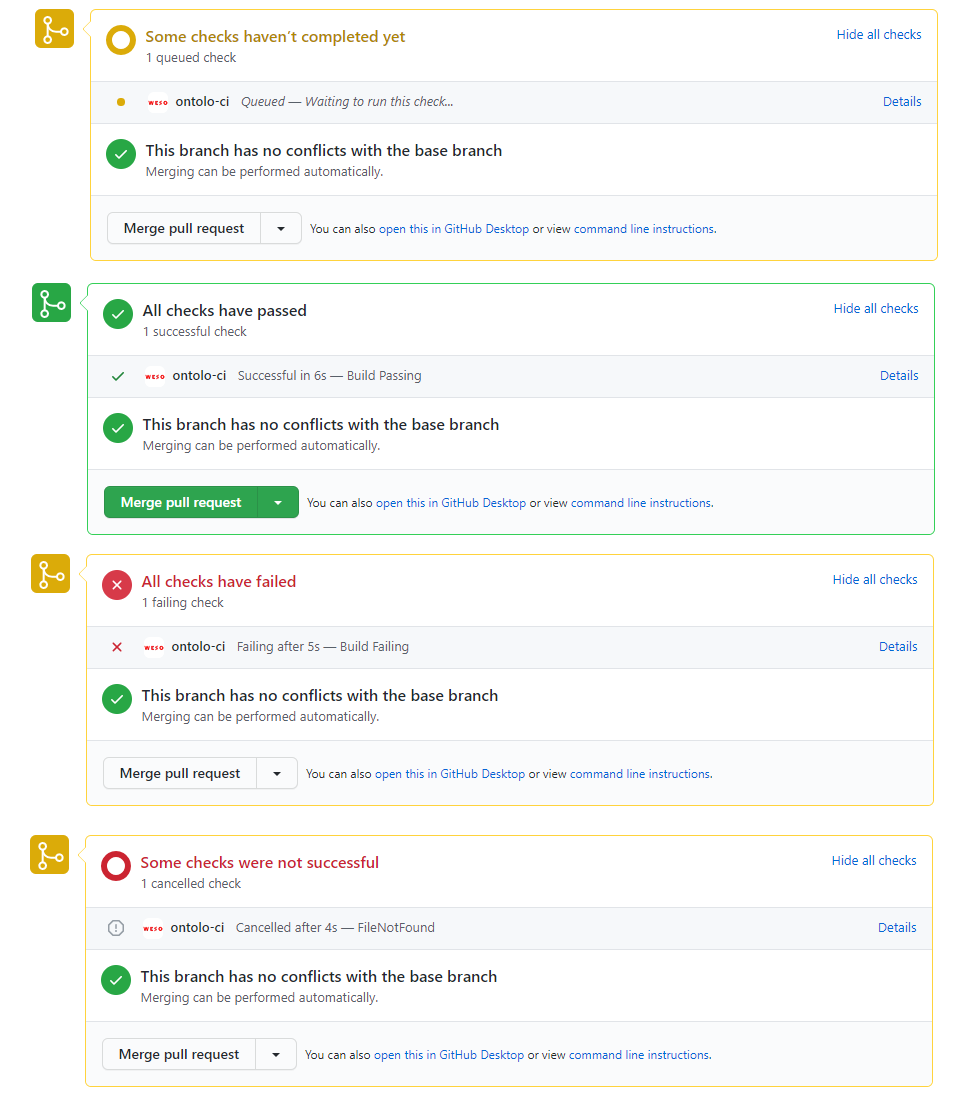 Some checks haven’t completed yet
Hide all checks
1 queued check
WESO ontolo-ci Queued — Waiting to run this check...
Details
This branch has no conflicts with the base branch
Merging can be performed automatically.
Merge pull request
You can also open this in GitHub Desktop or view command line instructions.
All checks have passed
Hide all checks
1 successful check
WESO ontolo-ci Successful in 6s — Build Passing
Details
This branch has no conflicts with the base branch
Merging can be performed automatically.
Merge pull request
You can also open this in GitHub Desktop or view command line instructions.
All checks have failed
Hide all checks
1 failing check
WESO ontolo-ci Failing after 5s — Build Failing
Details
This branch has no conflicts with the base branch
Merging can be performed automatically.
Merge pull request
You can also open this in GitHub Desktop or view command line instructions.
Some checks were not successful
Hide all checks
1 cancelled check
WESO ontolo-ci Cancelled after 4s — FileNotFound
Details
This branch has no conflicts with the base branch
Merging can be performed automatically.
Merge pull request
You can also open this in GitHub Desktop or view command line instructions.